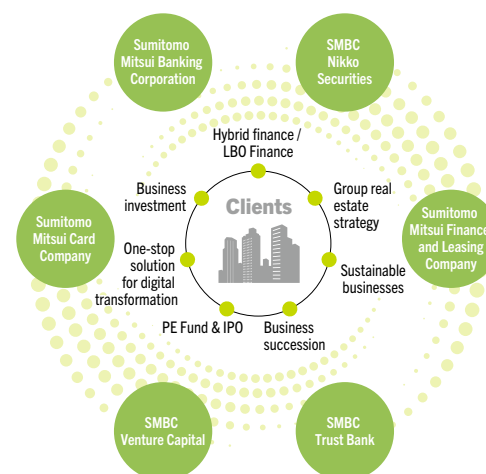 Sumitomo
Mitsui Banking
Corporation
SMBC
Nikko
Securities
Hybrid finance /
LBO Finance
Business
investment
Clients
Group real
estate
strategy
Sumitomo
Mitsui Card
Company
Sumitomo
Mitsui Finance
and Leasing
Company
One-stop
solution
for digital
transformation
Sustainable
businesses
PE Fund & IPO
Business
succession
SMBC
Venture Capital
SMBC
Trust Bank